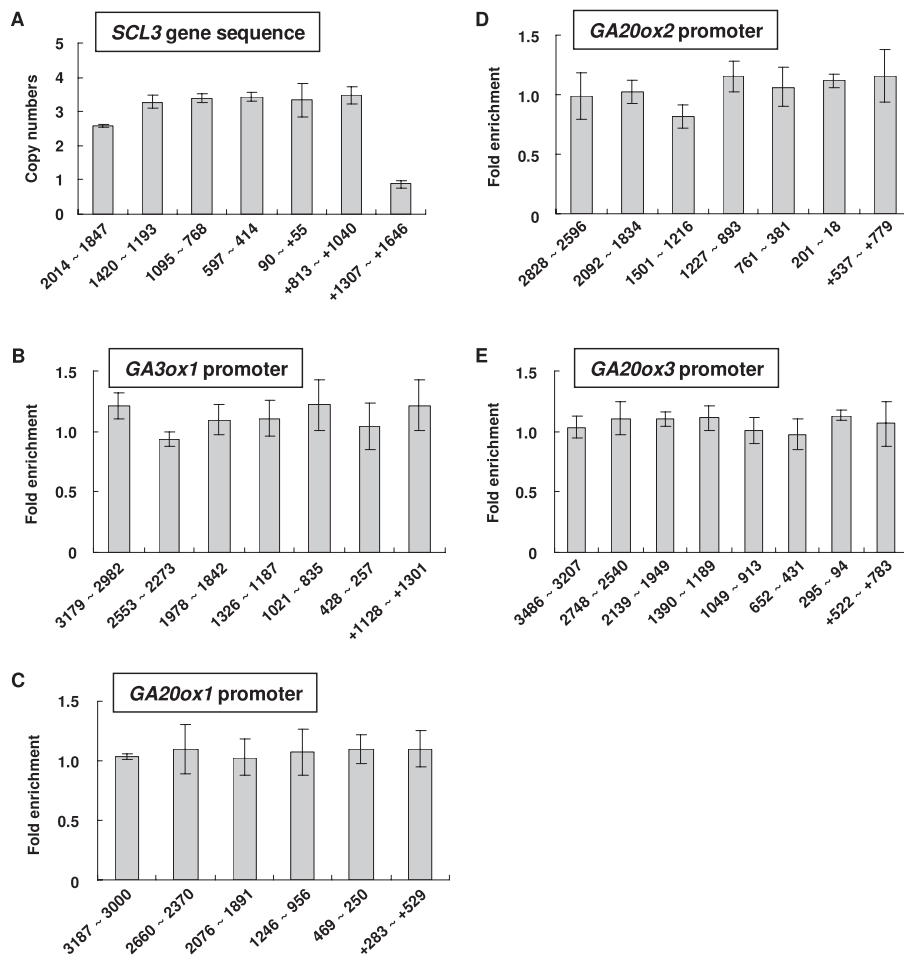 A
SCL3 gene sequence
Copy numbers
5
4
3
2
1
0
2014 ~ 1847
1420 ~ 1193
1095 ~ 768
597 ~ 414
90 ~ +55
+813 ~ +1040
+1307 ~ +1646
B
GA3ox1 promoter
Fold enrichment
1.5
1.0
0.5
0
3179 ~ 2982
2553 ~ 2273
1978 ~ 1842
1326 ~ 1187
1021 ~ 835
428 ~ 257
+1128 ~ +1301
C
GA20ox1 promoter
Fold enrichment
1.5
1.0
0.5
0
3187 ~ 3000
2660 ~ 2370
2076 ~ 1891
1246 ~ 956
469 ~ 250
+283 ~ +529
D
GA20ox2 promoter
Fold enrichment
1.5
1.0
0.5
0
2828 ~ 2596
2092 ~ 1834
1501 ~ 1216
1227 ~ 893
761 ~ 381
201 ~ 18
+537 ~ +779
E
GA20ox3 promoter
Fold enrichment
1.5
1.0
0.5
0
3486 ~ 3207
2748 ~ 2540
2139 ~ 1949
1390 ~ 1189
1049 ~ 913
652 ~ 431
295 ~ 94
+522 ~ +783